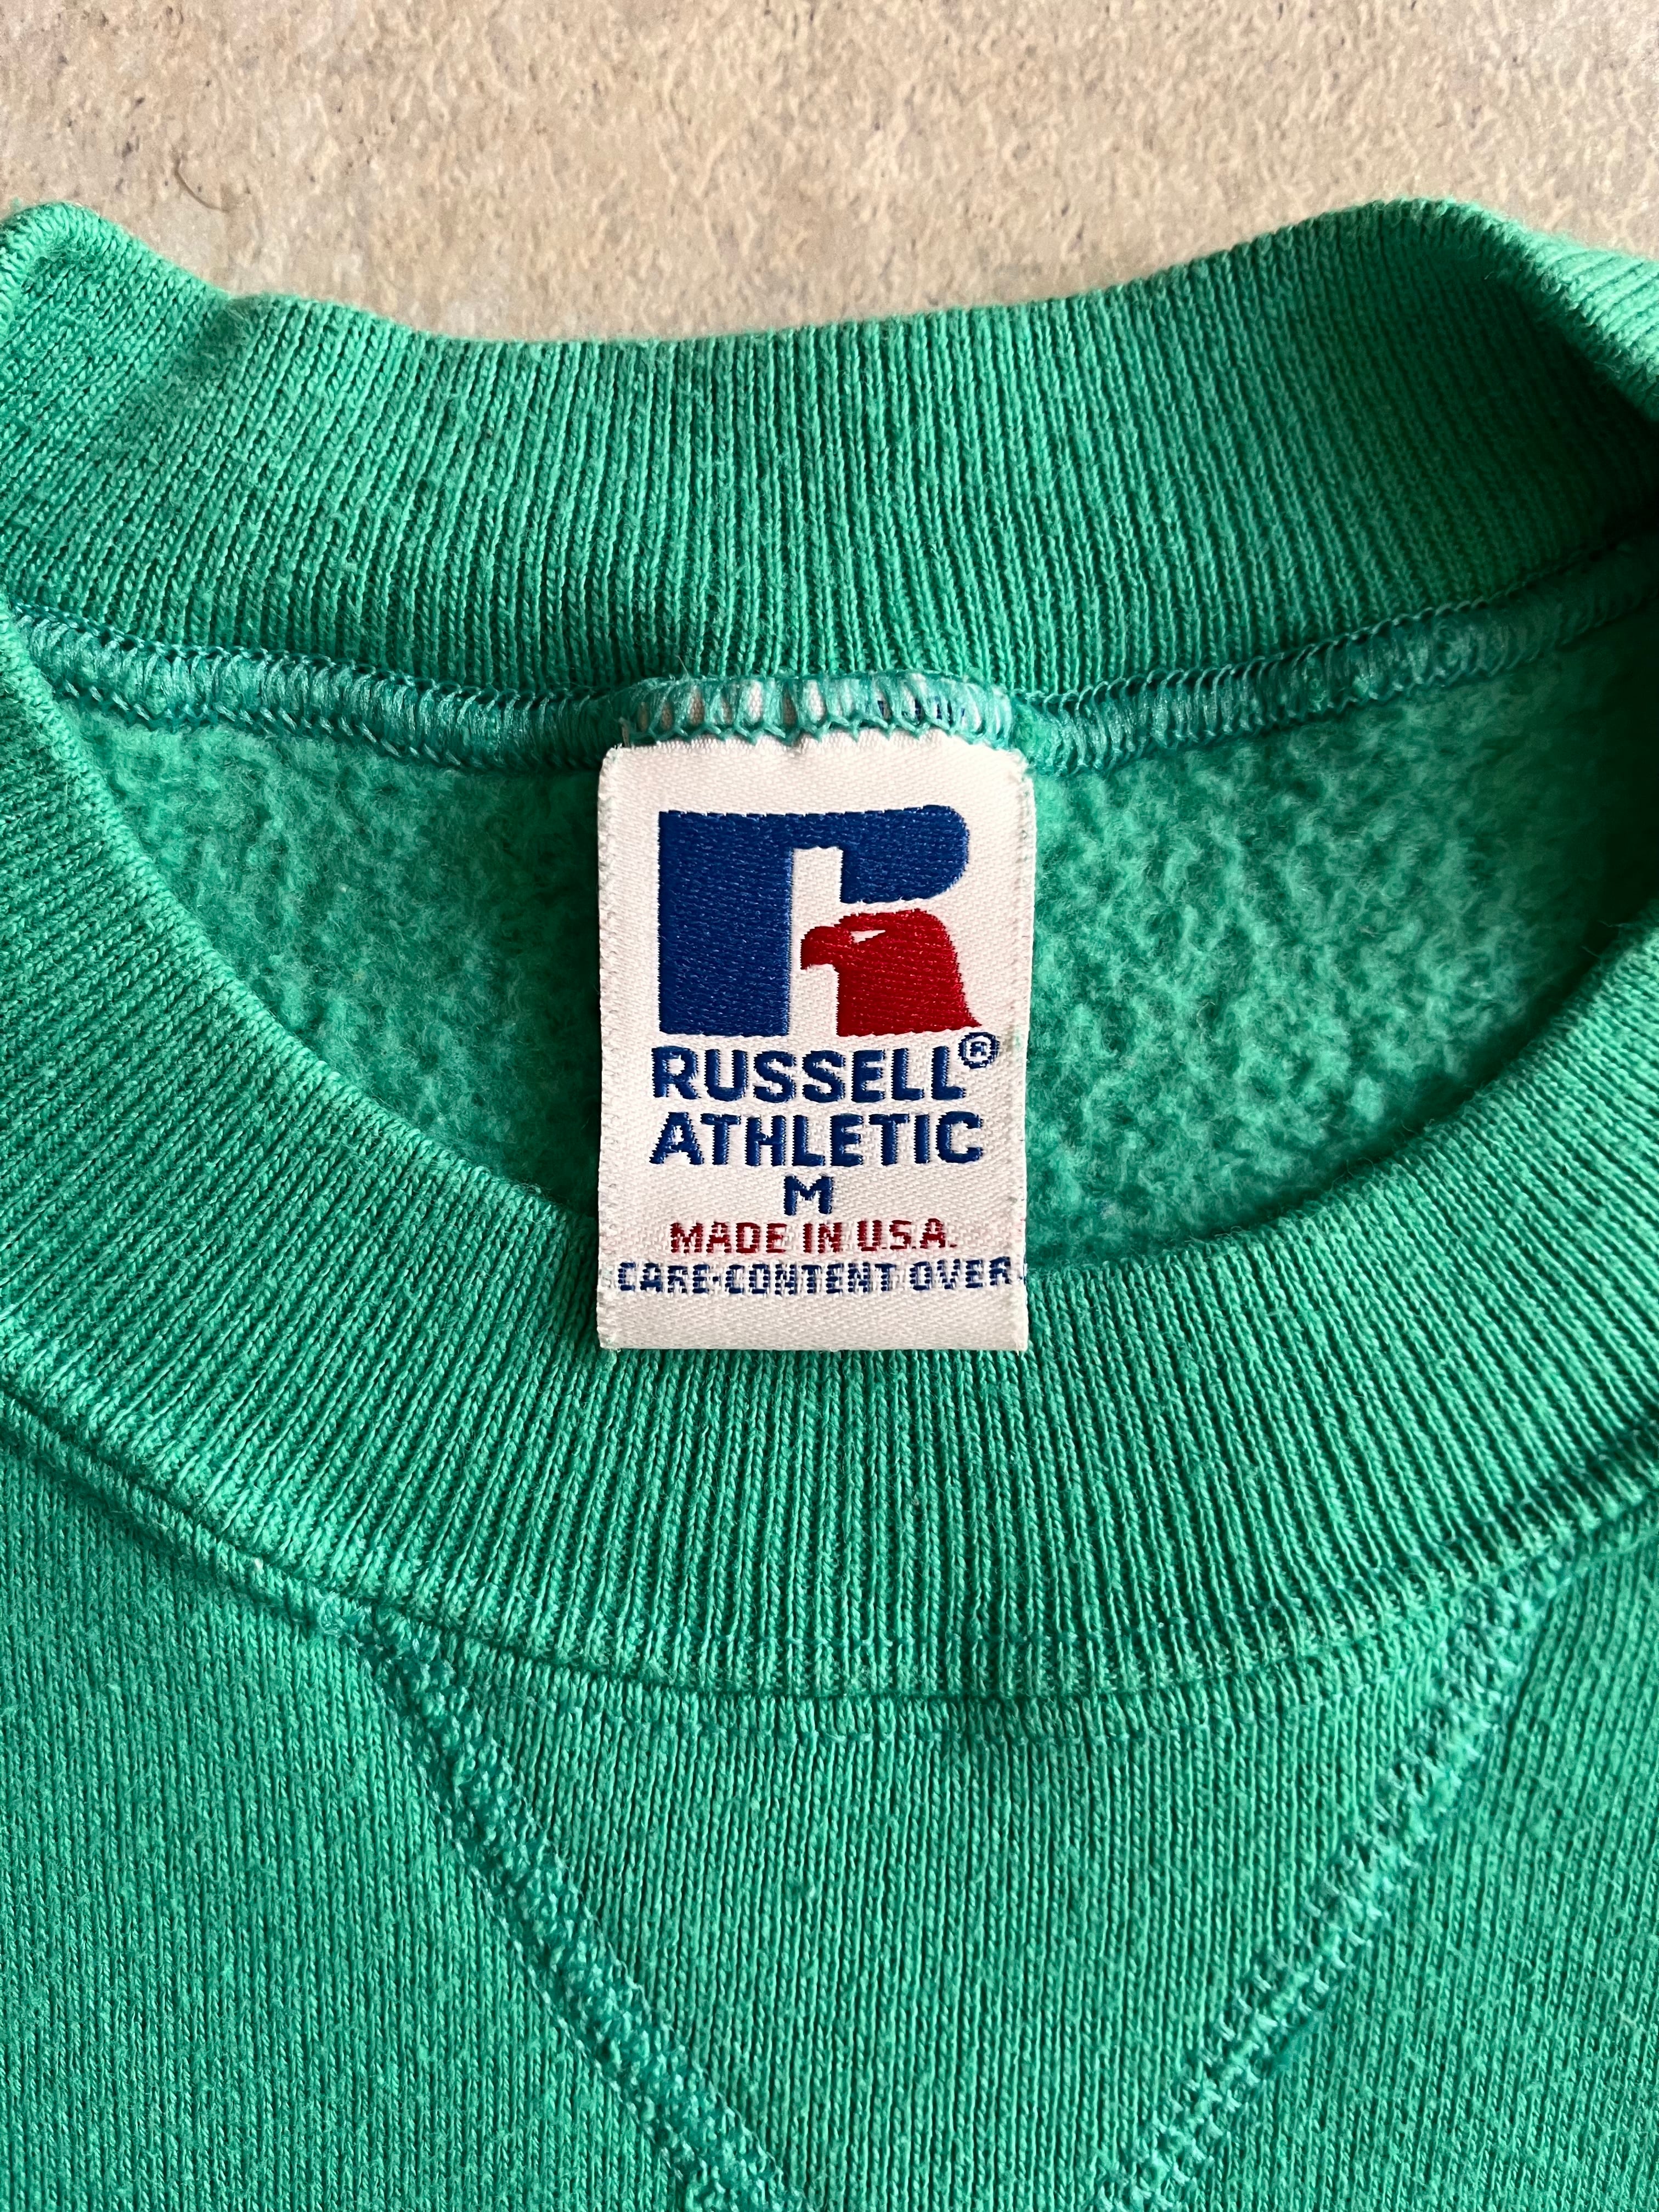 RUSSELL®
ATHLETIC
M
MADE IN U.S.A.
CARE·CONTENT OVER